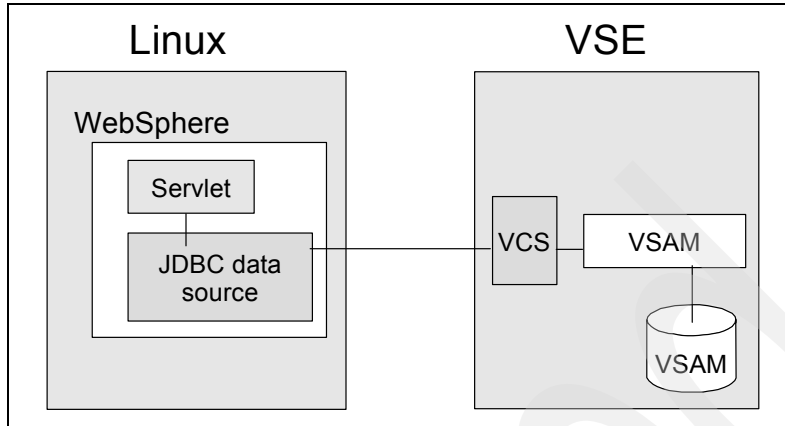 Linux
VSE
WebSphere
Servlet
JDBC data
source
VCS
VSAM
VSAM